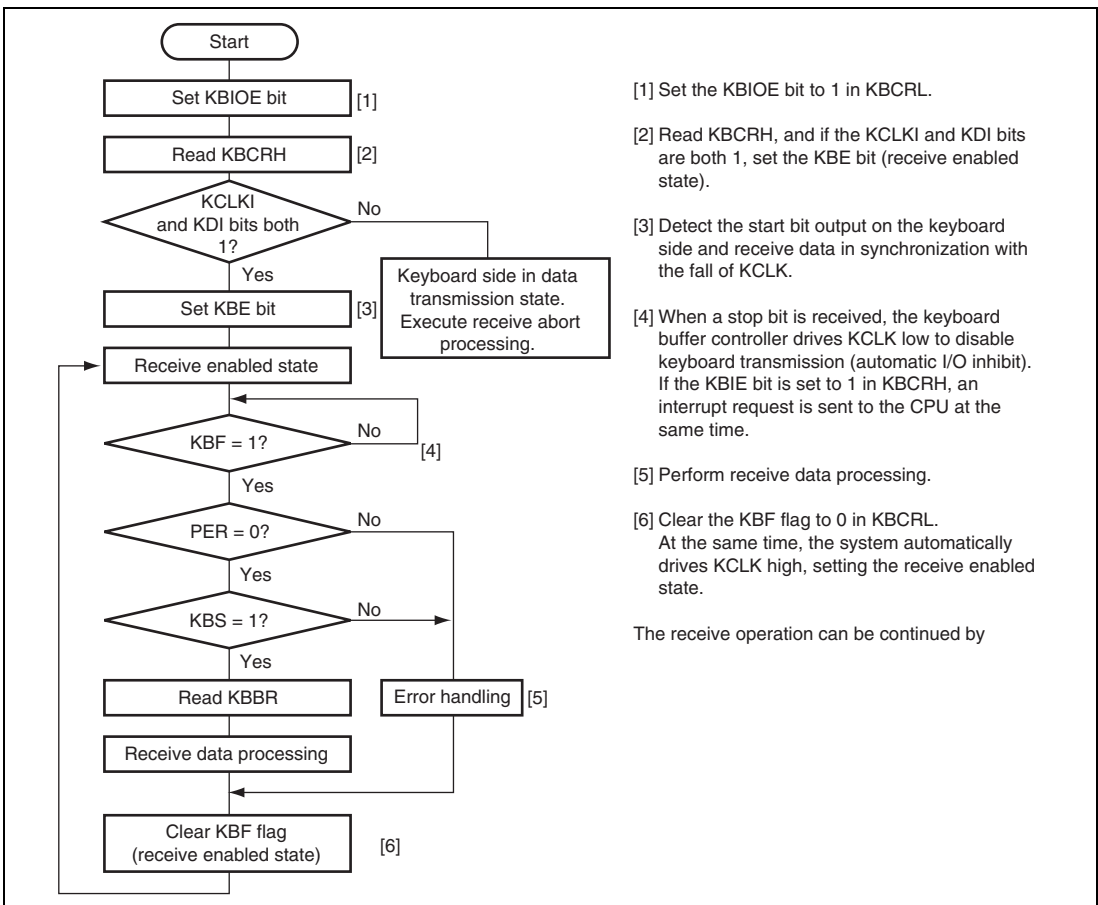 Start
Set KBIOE bit
[1]
Read KBCRH
[2]
KCLKI
and KDI bits both
1?
No
Yes
Keyboard side in data
transmission state.
Execute receive abort
processing.
Set KBE bit
[3]
Receive enabled state
KBF = 1?
No
[4]
Yes
PER = 0?
No
Yes
KBS = 1?
No
Yes
Read KBBR
Error handling
[5]
Receive data processing
Clear KBF flag
(receive enabled state)
[6]
[1] Set the KBIOE bit to 1 in KBCRL.
[2] Read KBCRH, and if the KCLKI and KDI bits
are both 1, set the KBE bit (receive enabled
state).
[3] Detect the start bit output on the keyboard
side and receive data in synchronization with
the fall of KCLK.
[4] When a stop bit is received, the keyboard
buffer controller drives KCLK low to disable
keyboard transmission (automatic I/O inhibit).
If the KBIE bit is set to 1 in KBCRH, an
interrupt request is sent to the CPU at the
same time.
[5] Perform receive data processing.
[6] Clear the KBF flag to 0 in KBCRL.
At the same time, the system automatically
drives KCLK high, setting the receive enabled
state.
The receive operation can be continued by